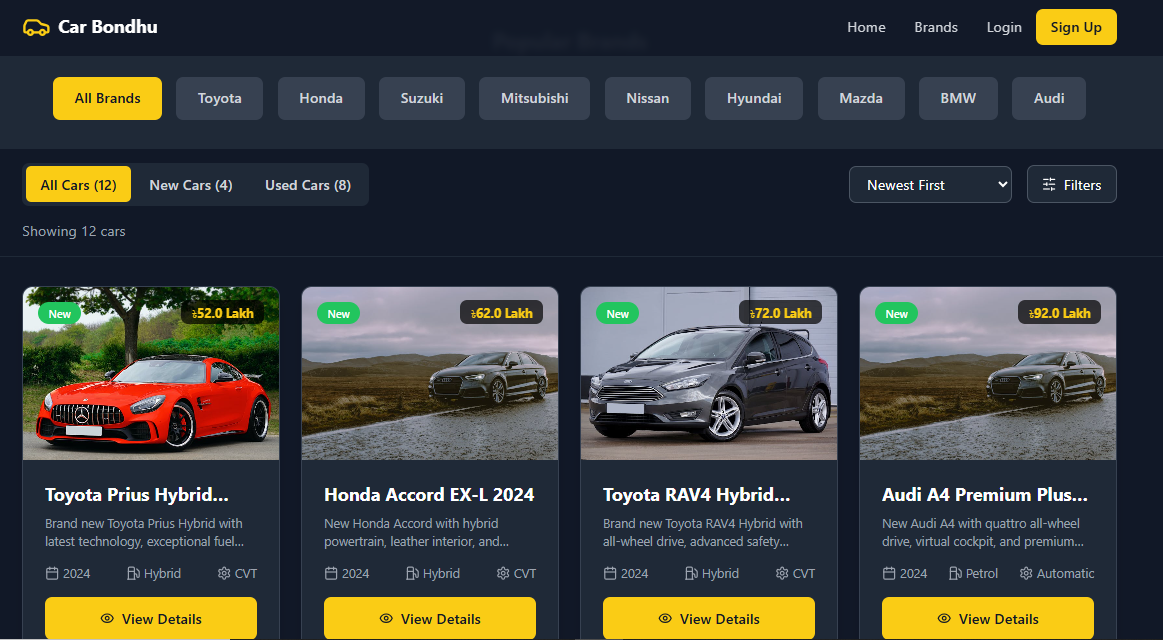 Car Bondhu
Home Brands Login Sign Up
Popular Brands
All Brands Toyota Honda Suzuki Mitsubishi Nissan Hyundai Mazda BMW Audi
All Cars (12) New Cars (4) Used Cars (8) Newest First Filters
Showing 12 cars
New ৳52.0 Lakh New ৳62.0 Lakh New ৳72.0 Lakh New ৳92.0 Lakh
Toyota Prius Hybrid... Honda Accord EX-L 2024 Toyota RAV4 Hybrid... Audi A4 Premium Plus...
Brand new Toyota Prius Hybrid with New Honda Accord with hybrid Brand new Toyota RAV4 Hybrid with New Audi A4 with quattro all-wheel
latest technology, exceptional fuel... powertrain, leather interior, and... all-wheel drive, advanced safety... drive, virtual cockpit, and premium...
2024 Hybrid CVT 2024 Hybrid CVT 2024 Hybrid CVT 2024 Petrol Automatic
View Details View Details View Details View Details